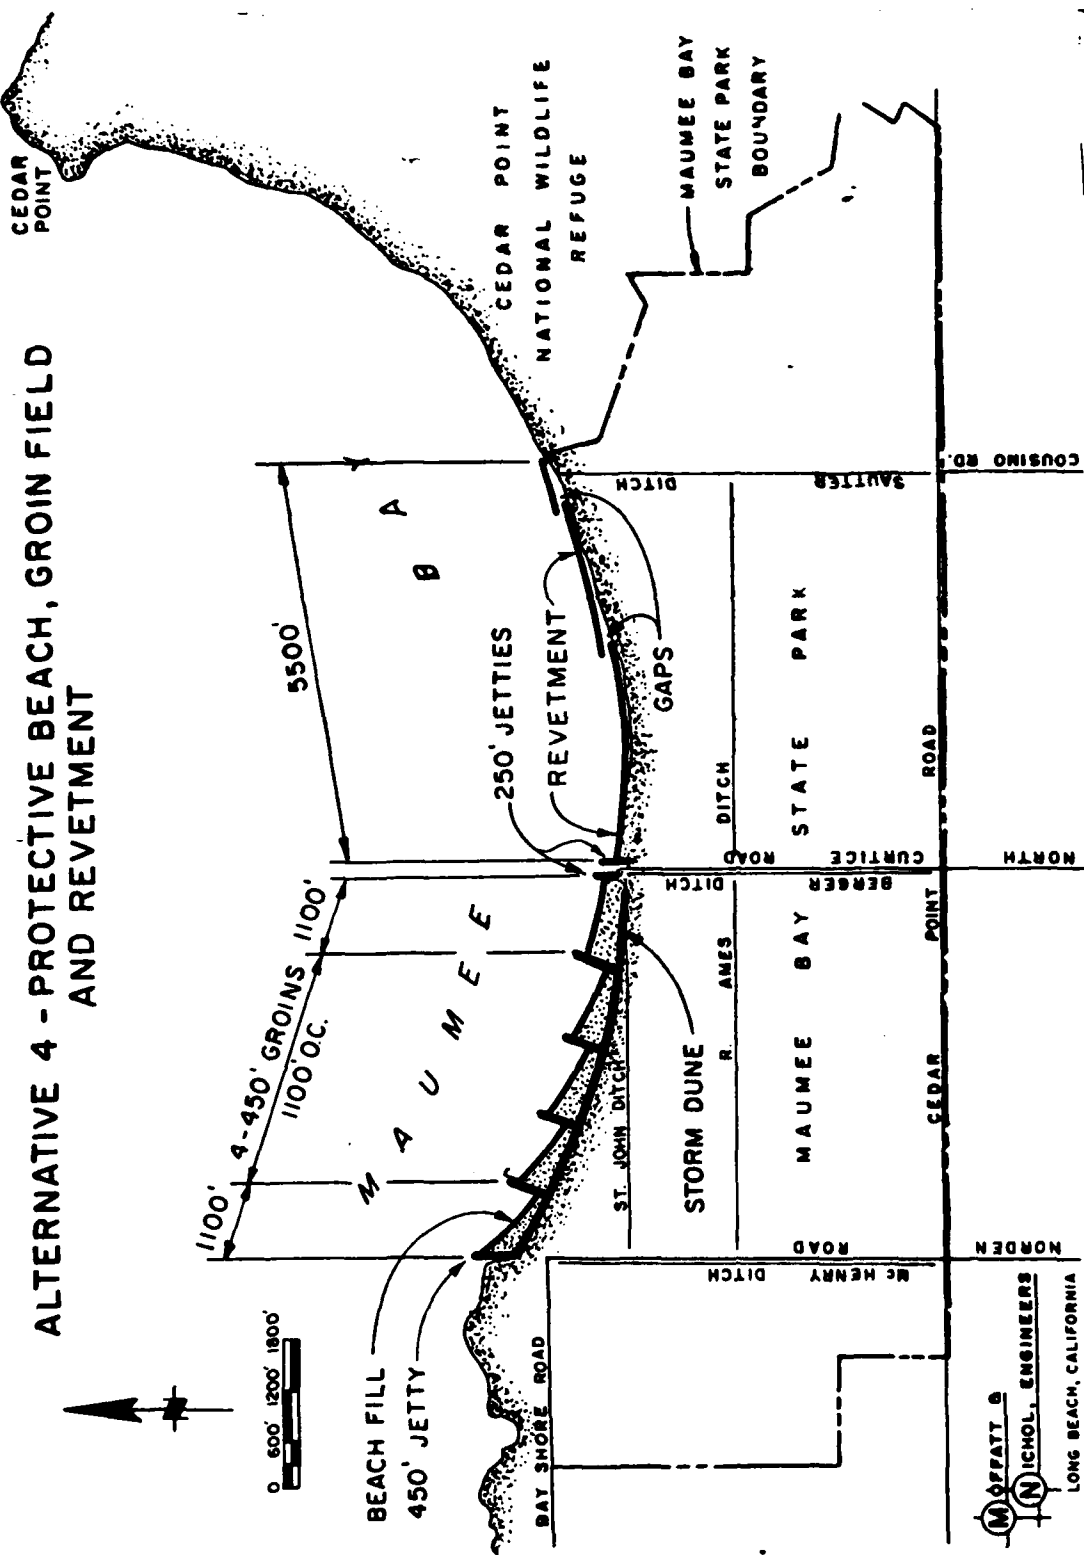 ALTERNATIVE 4 - PROTECTIVE BEACH, GROIN FIELD
AND REVETMENT
CEDAR
POINT
0 600' 1200' 1800'
1100'
4-450' GROINS
1100' O.C.
1100'
5500'
MAUMEE
BAY
BEACH FILL
450' JETTY
250' JETTIES
REVETMENT
GAPS
STORM DUNE
CEDAR POINT
NATIONAL WILDLIFE
REFUGE
MAUMEE BAY
STATE PARK
BOUNDARY
BAY SHORE ROAD
ST. JOHN DITCH
R. AMES DITCH
MAUMEE BAY STATE PARK
CEDAR POINT ROAD
McHENRY DITCH
NORDEN ROAD
BERGER DITCH
NORTH CURTICE ROAD
SAUTTER DITCH
COUSINO RD.
MOFFATT &
NICHOL, ENGINEERS
LONG BEACH, CALIFORNIA